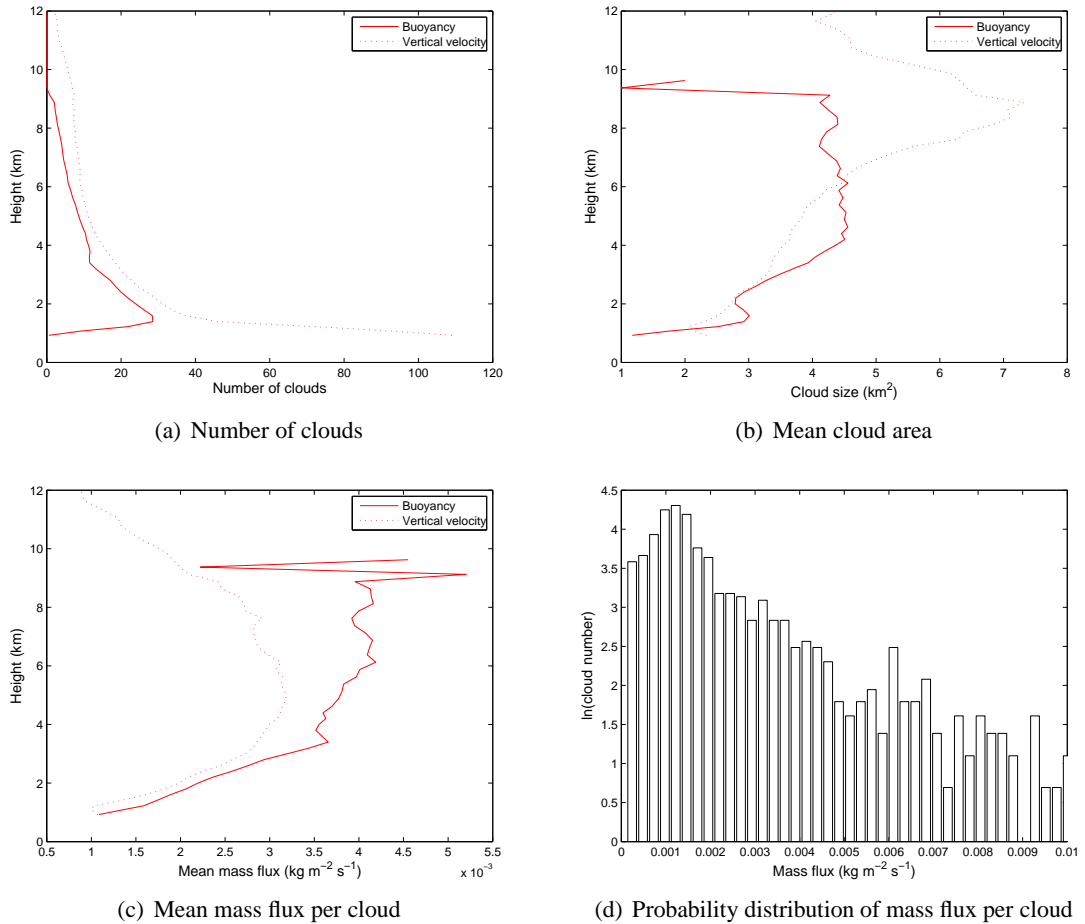 12
10
8
6
4
2
0
Height (km)
0 20 40 60 80 100 120
Number of clouds
Buoyancy
Vertical velocity
(a) Number of clouds
12
10
8
6
4
2
0
Height (km)
1 2 3 4 5 6 7 8
Cloud size (km²)
Buoyancy
Vertical velocity
(b) Mean cloud area
12
10
8
6
4
2
0
Height (km)
0.5 1 1.5 2 2.5 3 3.5 4 4.5 5 5.5
Mean mass flux (kg m⁻² s⁻¹)
x 10⁻³
Buoyancy
Vertical velocity
(c) Mean mass flux per cloud
4.5
4
3.5
3
2.5
2
1.5
1
0.5
0
ln(cloud number)
0 0.001 0.002 0.003 0.004 0.005 0.006 0.007 0.008 0.009 0.01
Mass flux (kg m⁻² s⁻¹)
(d) Probability distribution of mass flux per cloud